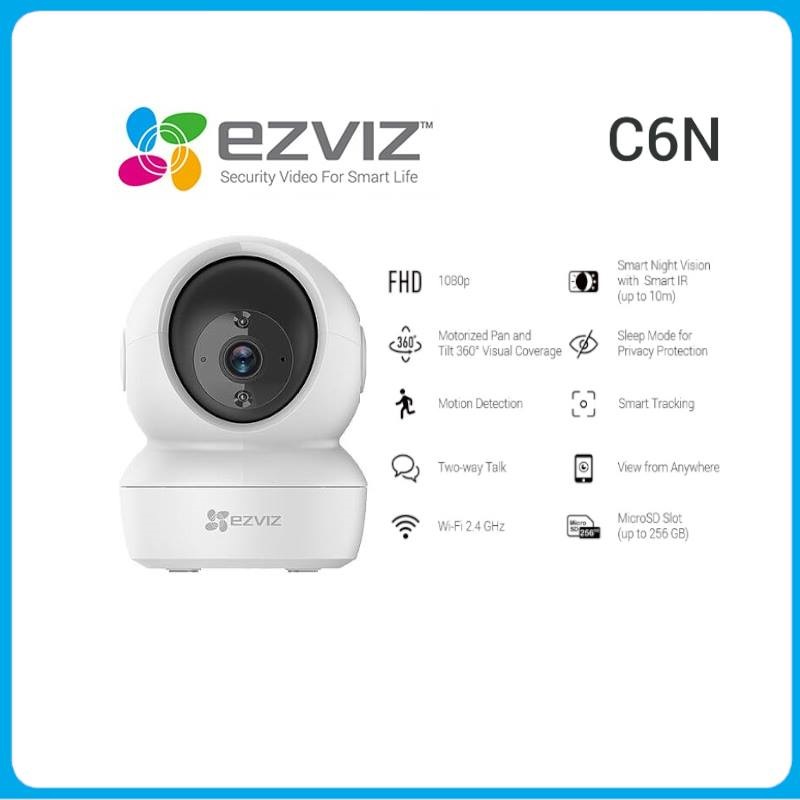 ezviz™
Security Video For Smart Life
C6N
FHD
1080p
Smart Night Vision
with Smart IR
(up to 10m)
360°
Motorized Pan and
Tilt 360° Visual Coverage
Sleep Mode for
Privacy Protection
Motion Detection
Smart Tracking
Two-way Talk
View from Anywhere
Wi-Fi 2.4 GHz
Micro
SD
256
MicroSD Slot
(up to 256 GB)
ezviz